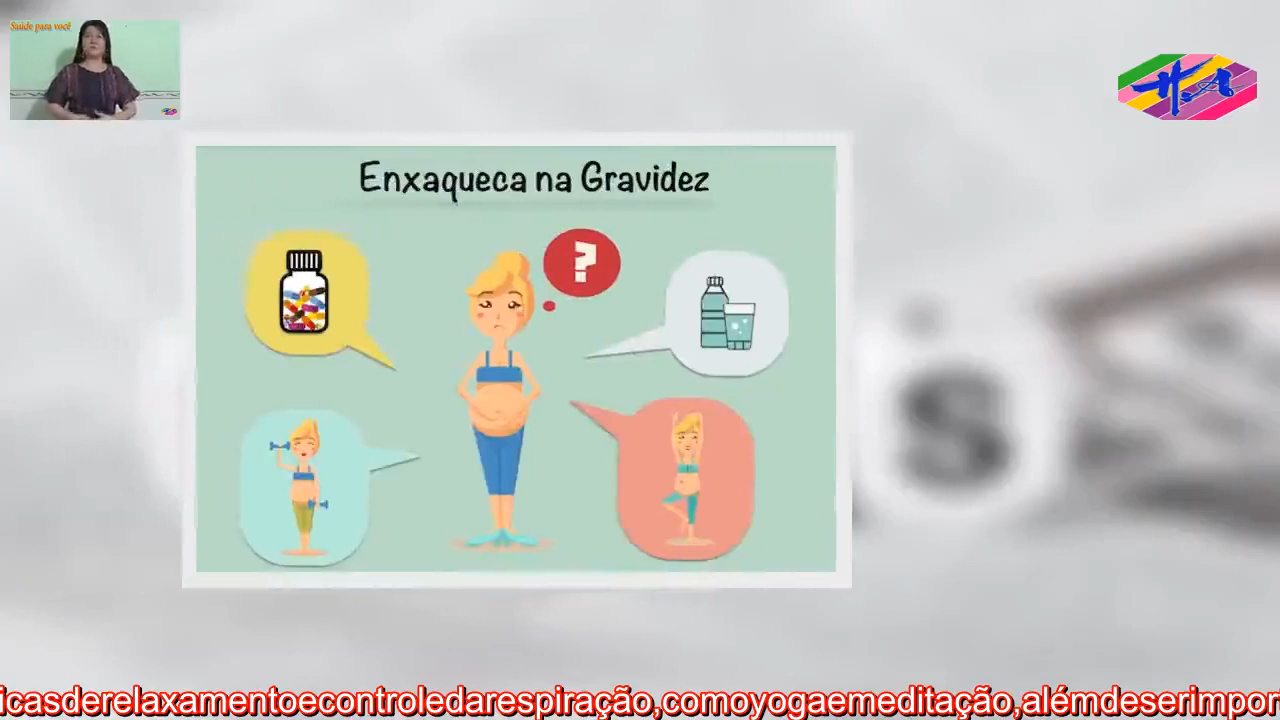 Saúde para você
H.A
Enxaqueca na Gravidez
?
s
icasderelaxamentoecontroledarespiração,comoyogaemeditação,alémdeserimpor